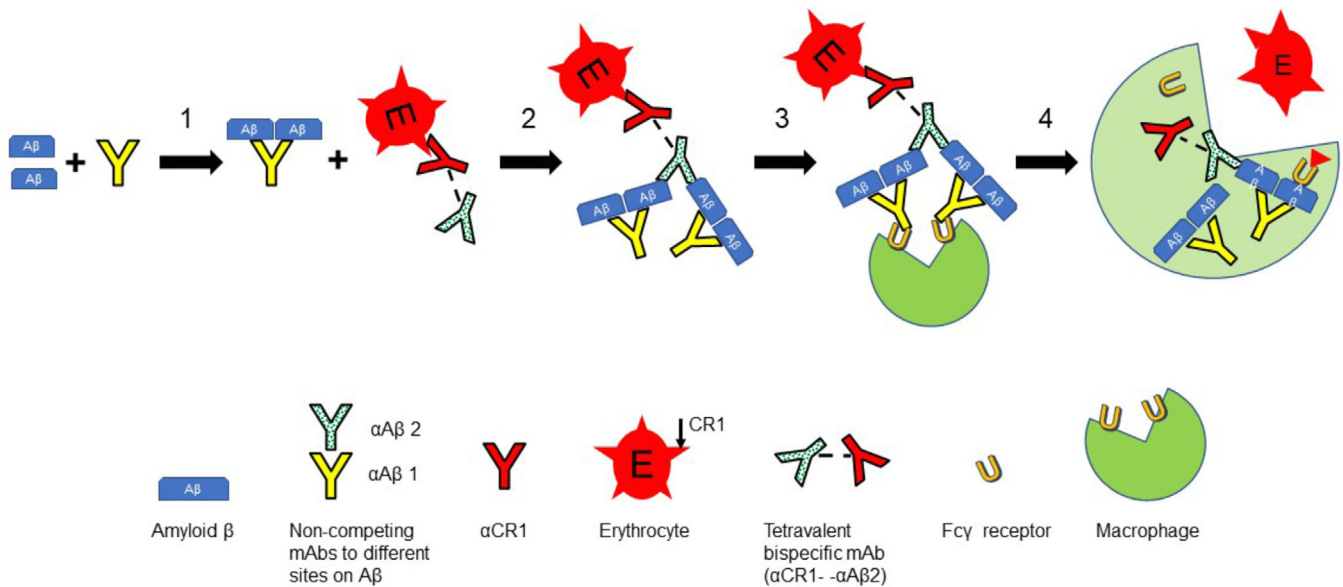 1
2
3
4
Aβ
Aβ
+
Aβ
Aβ
+
E
E
Aβ
Aβ
Aβ
Aβ
E
Aβ
Aβ
Aβ
Aβ
E
Aβ
Aβ
Aβ
Aβ
αAβ 2
αAβ 1
E
CR1
Aβ
Amyloid β
Non-competing
mAbs to different
sites on Aβ
αCR1
Erythrocyte
Tetravalent
bispecific mAb
(αCR1- -αAβ2)
Fcγ receptor
Macrophage